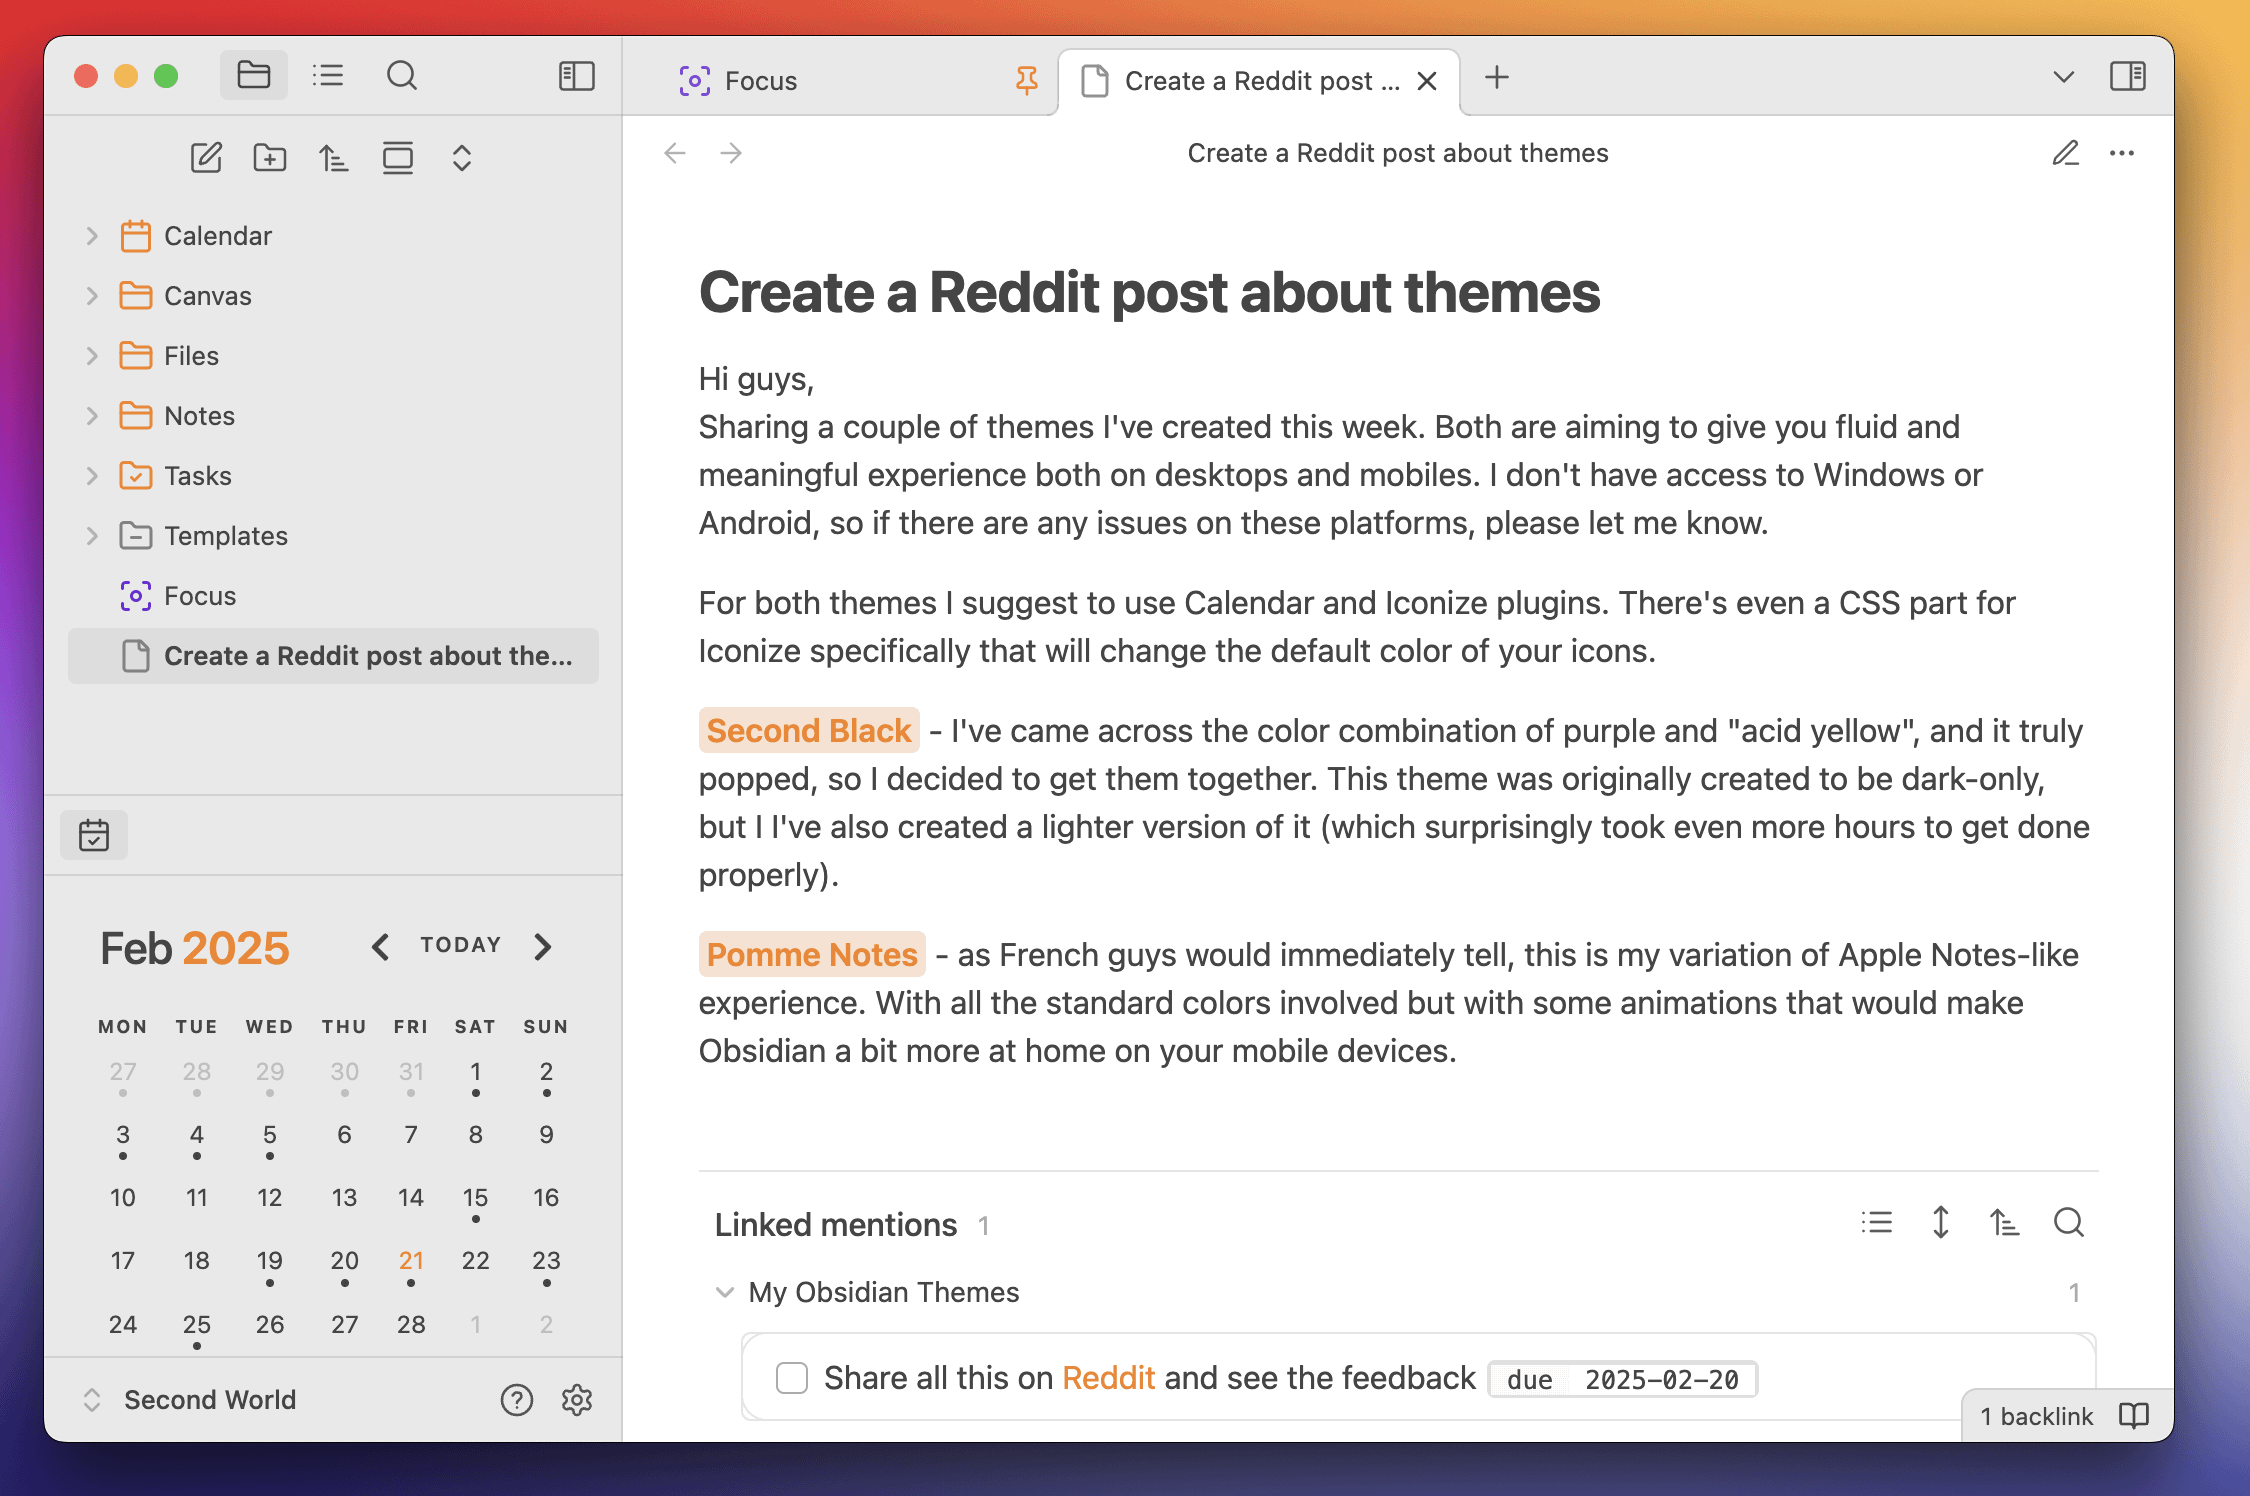 Focus
Create a Reddit post ...
Create a Reddit post about themes
Calendar
Canvas
Files
Notes
Tasks
Templates
Focus
Create a Reddit post about the...
Feb 2025
TODAY
MON TUE WED THU FRI SAT SUN
27 28 29 30 31 1 2
3 4 5 6 7 8 9
10 11 12 13 14 15 16
17 18 19 20 21 22 23
24 25 26 27 28 1 2
Second World
Create a Reddit post about themes
Hi guys,
Sharing a couple of themes I've created this week. Both are aiming to give you fluid and
meaningful experience both on desktops and mobiles. I don't have access to Windows or
Android, so if there are any issues on these platforms, please let me know.
For both themes I suggest to use Calendar and Iconize plugins. There's even a CSS part for
Iconize specifically that will change the default color of your icons.
Second Black - I've came across the color combination of purple and "acid yellow", and it truly
popped, so I decided to get them together. This theme was originally created to be dark-only,
but I I've also created a lighter version of it (which surprisingly took even more hours to get done
properly).
Pomme Notes - as French guys would immediately tell, this is my variation of Apple Notes-like
experience. With all the standard colors involved but with some animations that would make
Obsidian a bit more at home on your mobile devices.
Linked mentions 1
My Obsidian Themes 1
Share all this on Reddit and see the feedback due 2025-02-20
1 backlink